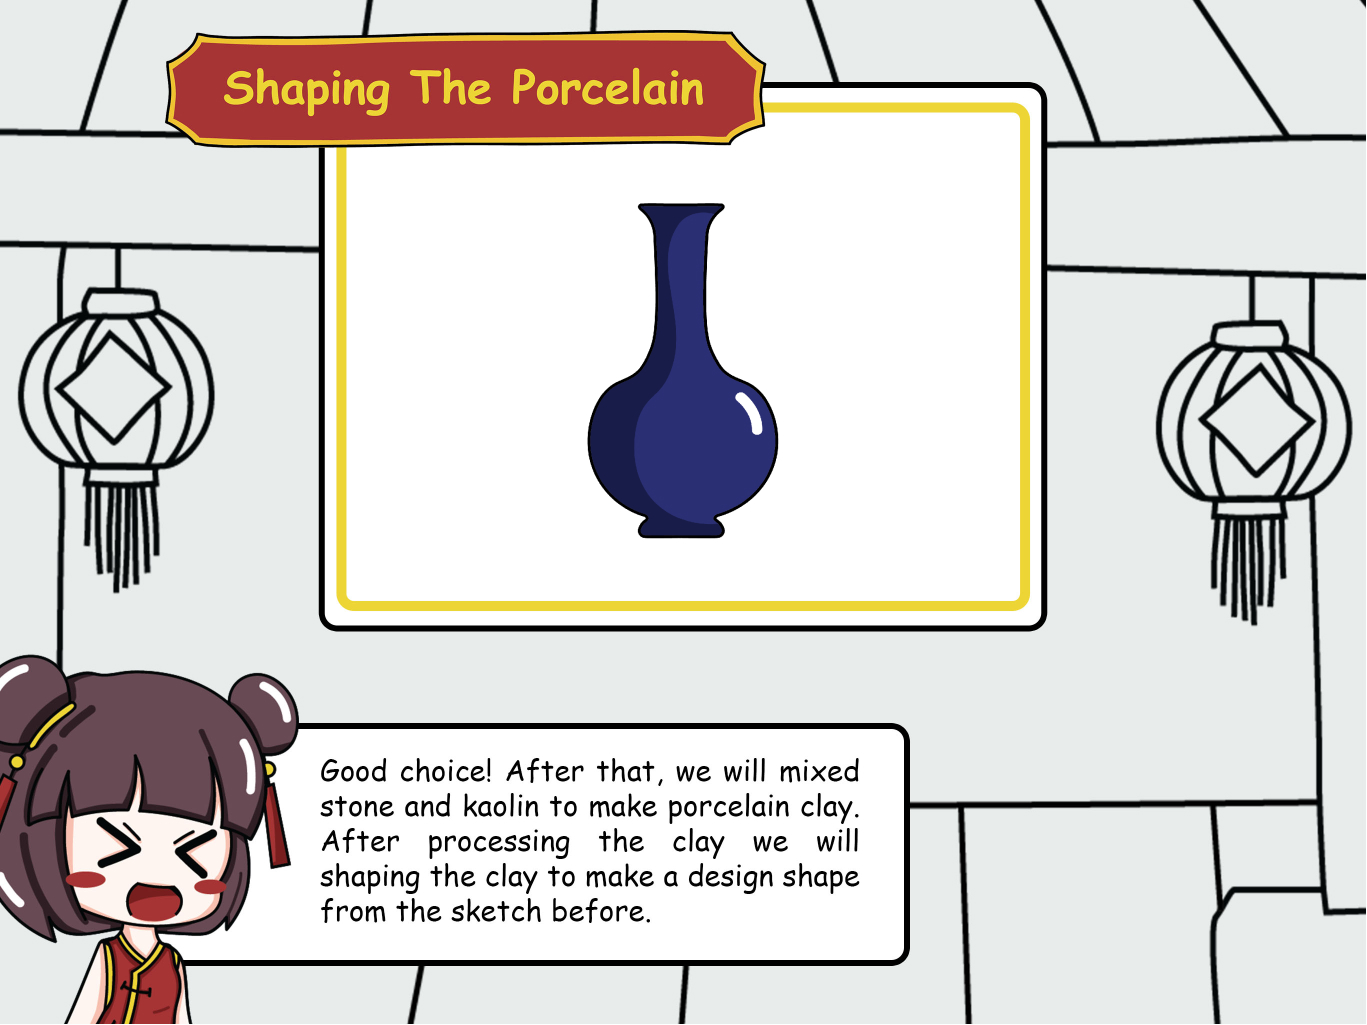 Shaping The Porcelain
Good choice! After that, we will mixed
stone and kaolin to make porcelain clay.
After processing the clay we will
shaping the clay to make a design shape
from the sketch before.